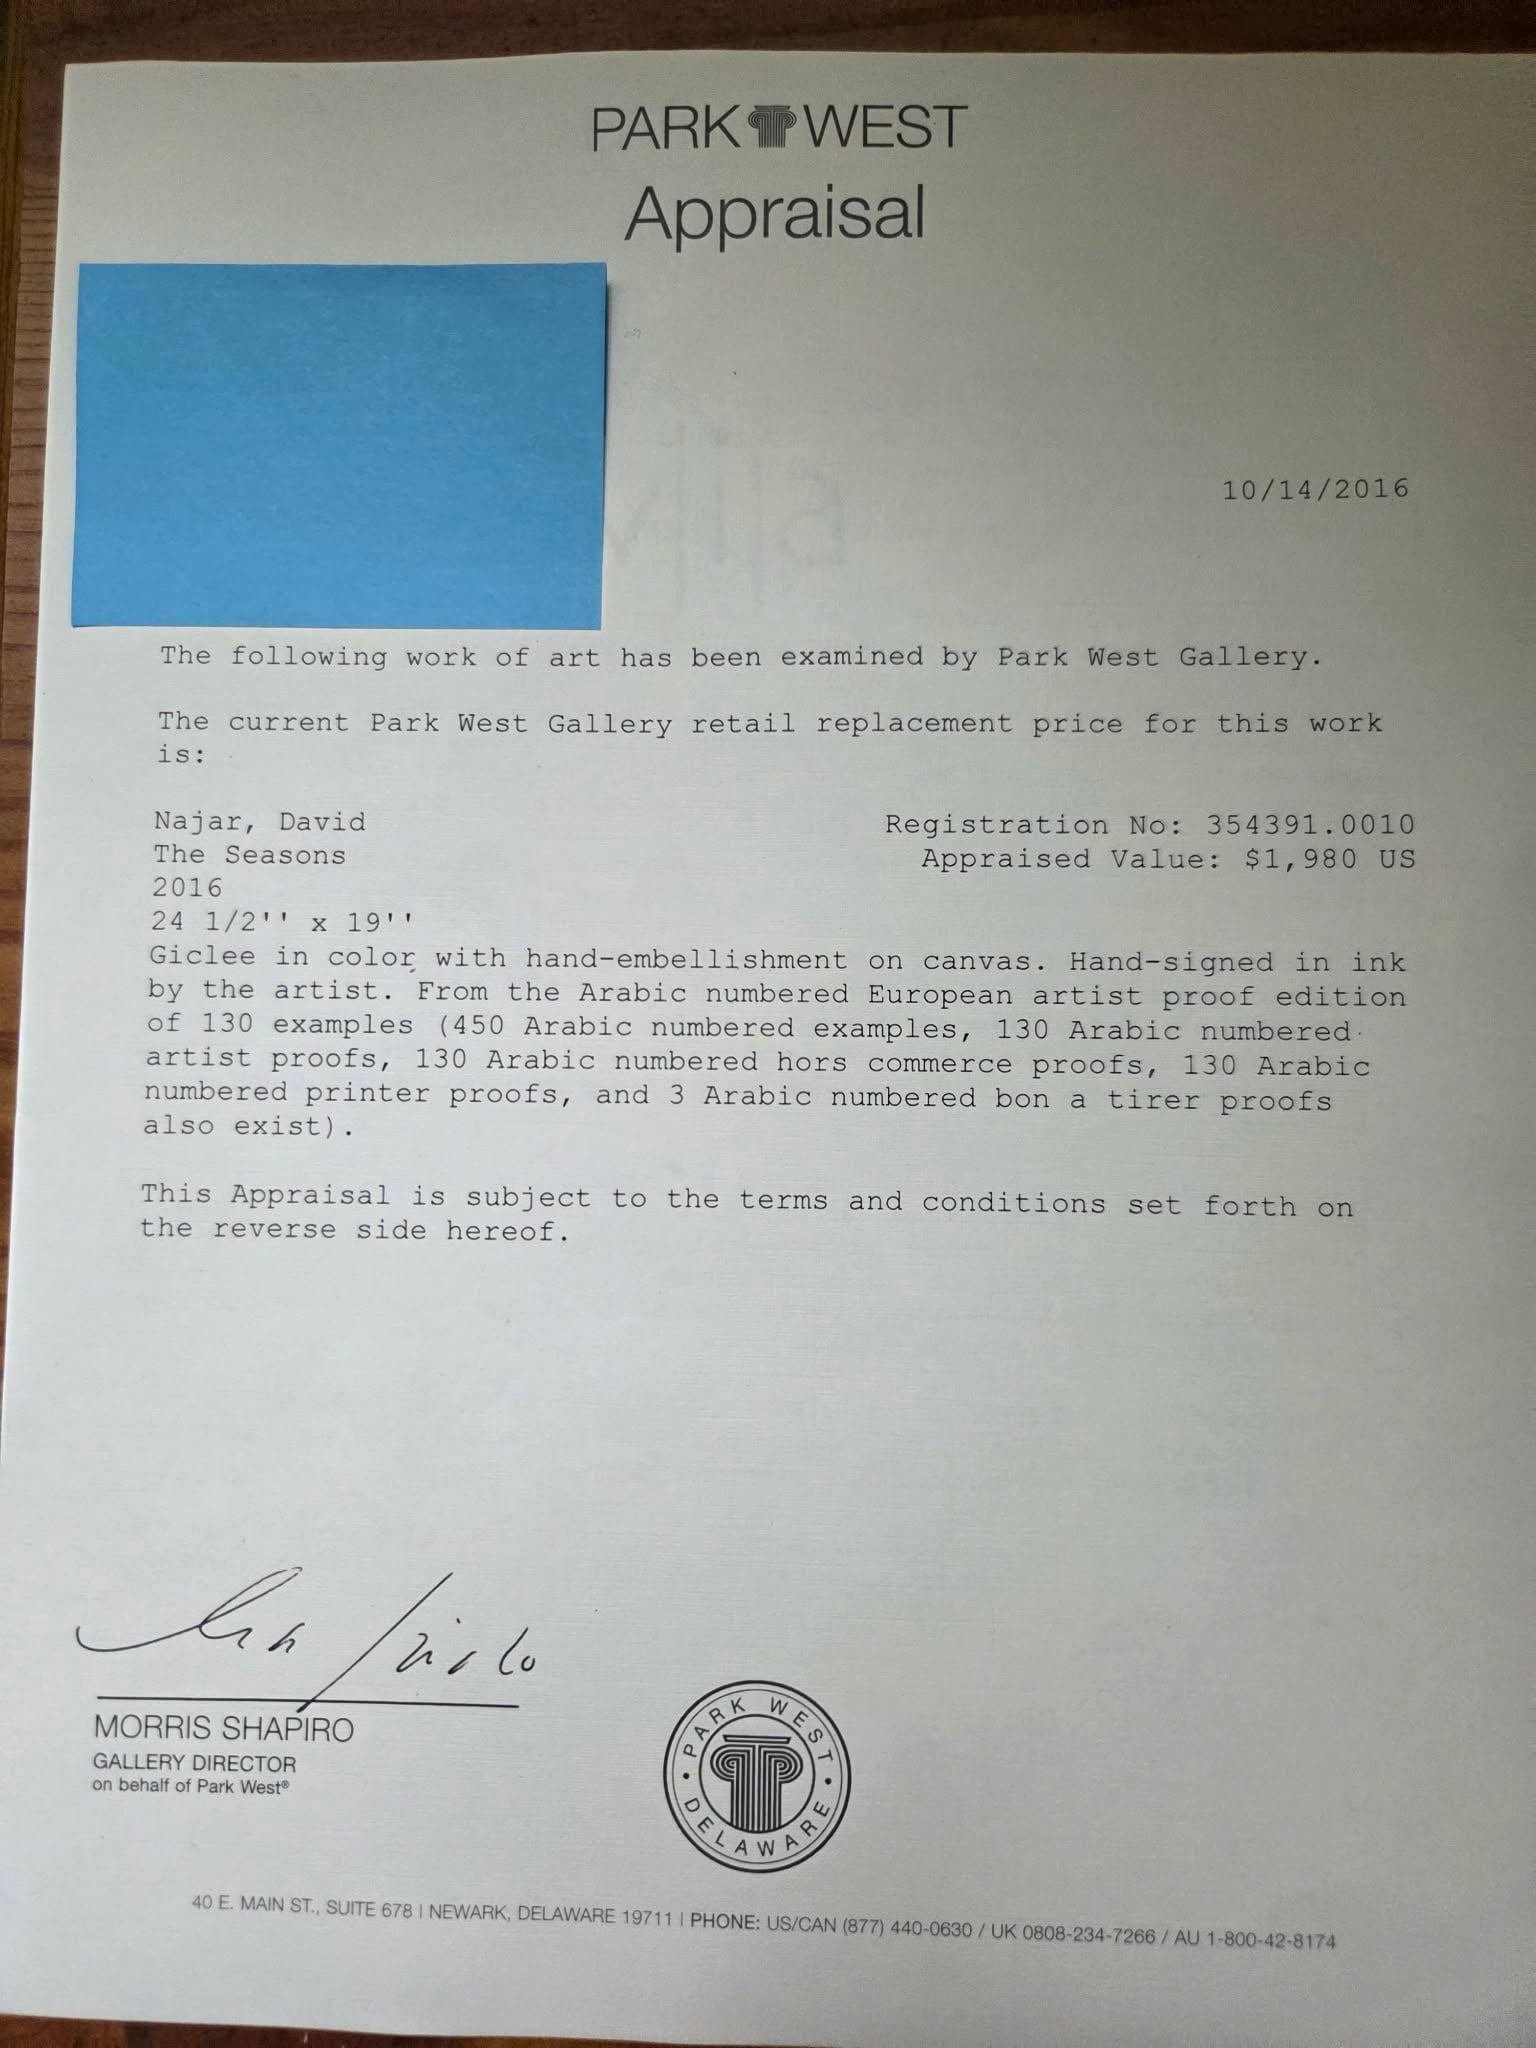 PARK WEST
Appraisal
10/14/2016
The following work of art has been examined by Park West Gallery.
The current Park West Gallery retail replacement price for this work
is:
Najar, David
Registration No: 354391.0010
The Seasons
Appraised Value: $1,980 US
2016
24 1/2'' x 19''
Giclee in color with hand-embellishment on canvas. Hand-signed in ink
by the artist. From the Arabic numbered European artist proof edition
of 130 examples (450 Arabic numbered examples, 130 Arabic numbered
artist proofs, 130 Arabic numbered hors commerce proofs, 130 Arabic
numbered printer proofs, and 3 Arabic numbered bon a tirer proofs
also exist).
This Appraisal is subject to the terms and conditions set forth on
the reverse side hereof.
MORRIS SHAPIRO
GALLERY DIRECTOR
on behalf of Park West®
PARK WEST
• DELAWARE •
40 E. MAIN ST., SUITE 678 | NEWARK, DELAWARE 19711 | PHONE: US/CAN (877) 440-0630 / UK 0808-234-7266 / AU 1-800-42-8174